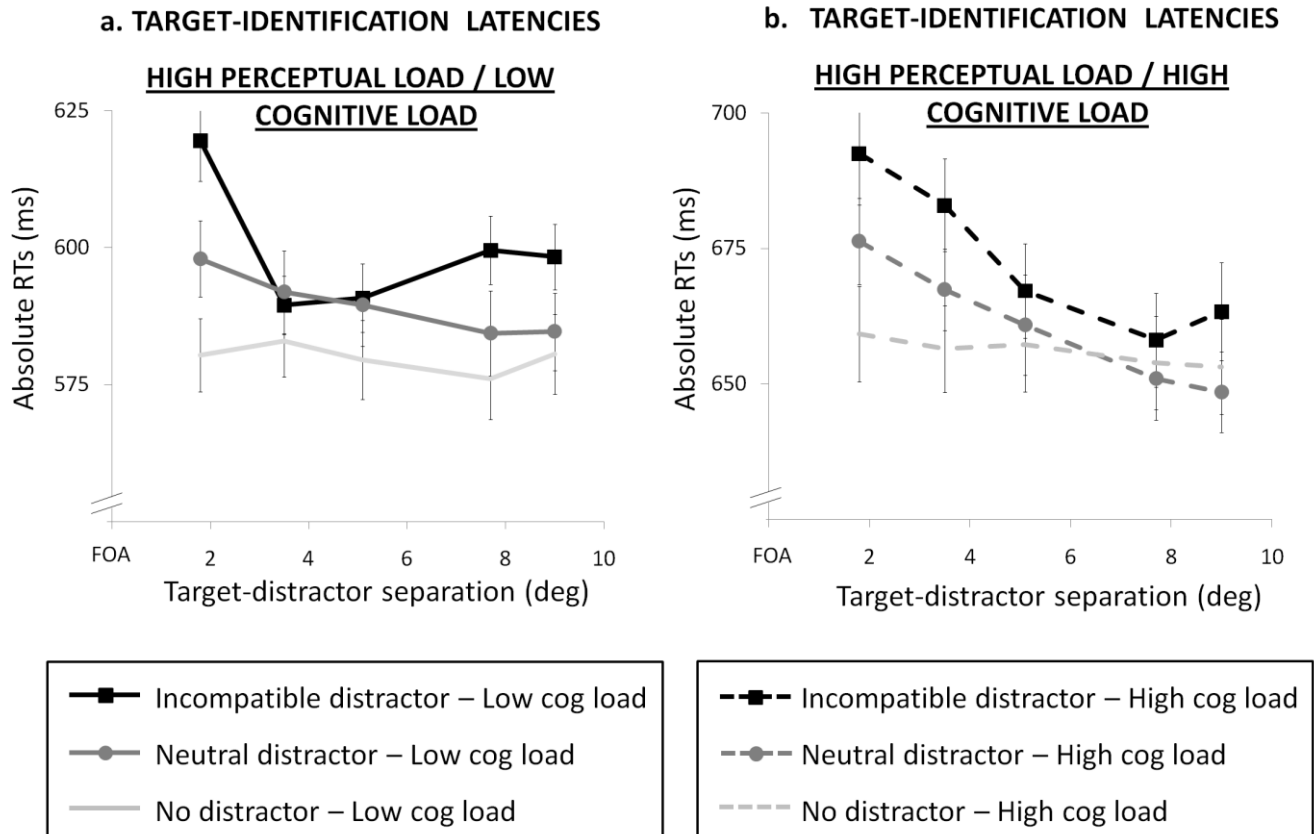 a. TARGET-IDENTIFICATION LATENCIES
HIGH PERCEPTUAL LOAD / LOW
COGNITIVE LOAD
625
600
575
Absolute RTs (ms)
FOA 2 4 6 8 10
Target-distractor separation (deg)
Incompatible distractor – Low cog load
Neutral distractor – Low cog load
No distractor – Low cog load
b. TARGET-IDENTIFICATION LATENCIES
HIGH PERCEPTUAL LOAD / HIGH
COGNITIVE LOAD
700
675
650
Absolute RTs (ms)
FOA 2 4 6 8 10
Target-distractor separation (deg)
Incompatible distractor – High cog load
Neutral distractor – High cog load
No distractor – High cog load